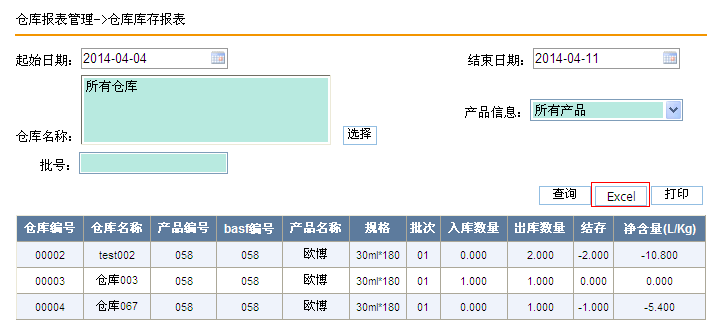 仓库报表管理->仓库库存报表
起始日期: 2014-04-04 结束日期: 2014-04-11
所有仓库
产品信息: 所有产品
仓库名称: 选择
批号:
查询 Excel 打印
仓库编号 仓库名称 产品编号 basf编号 产品名称 规格 批次 入库数量 出库数量 结存 净含量(L/Kg)
00002 test002 058 058 欧博 30ml*180 01 0.000 2.000 -2.000 -10.800
00003 仓库003 058 058 欧博 30ml*180 01 1.000 1.000 0.000 0.000
00004 仓库067 058 058 欧博 30ml*180 01 0.000 1.000 -1.000 -5.400